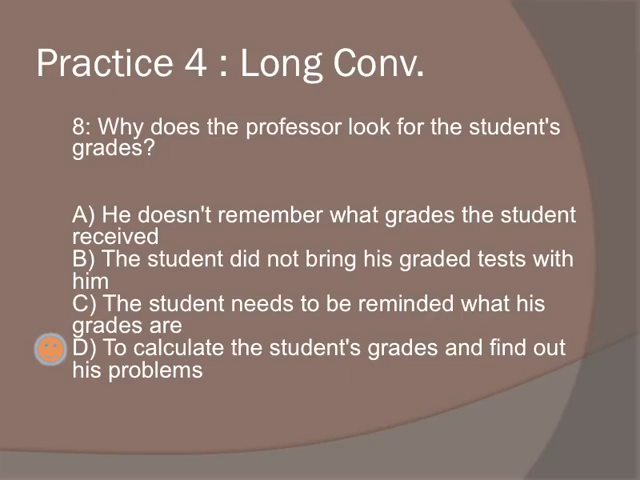 Practice 4 : Long Conv.
8: Why does the professor look for the student's
grades?
A) He doesn't remember what grades the student
received
B) The student did not bring his graded tests with
him
C) The student needs to be reminded what his
grades are
D) To calculate the student's grades and find out
his problems